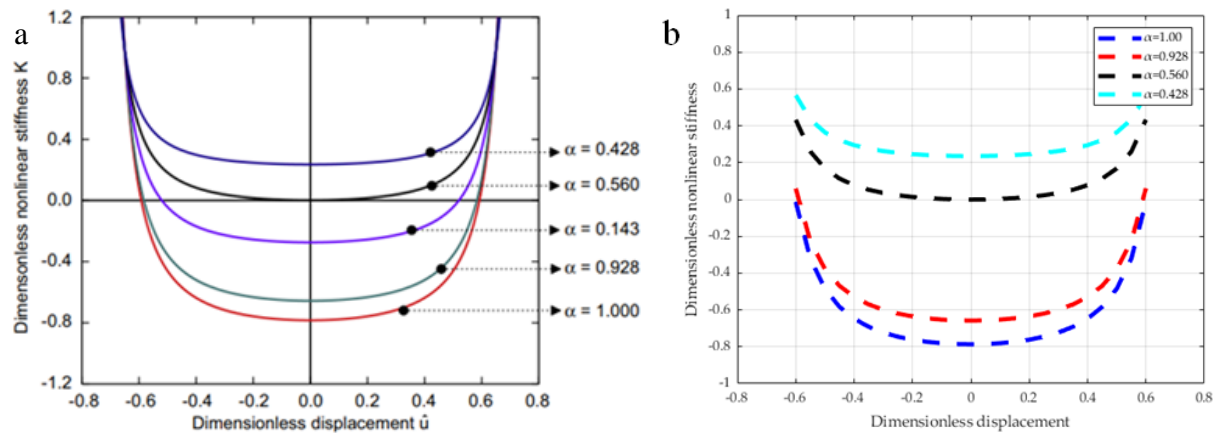 a
Dimensionless nonlinear stiffness K
1.2
0.8
0.4
0.0
-0.4
-0.8
-1.2
-0.8 -0.6 -0.4 -0.2 0.0 0.2 0.4 0.6 0.8
Dimensionless displacement û
α = 0.428
α = 0.560
α = 0.143
α = 0.928
α = 1.000
b
Dimensionless nonlinear stiffness
1
0.8
0.6
0.4
0.2
0
-0.2
-0.4
-0.6
-0.8
-1
-0.8 -0.6 -0.4 -0.2 0 0.2 0.4 0.6 0.8
Dimensionless displacement
α=1.00
α=0.928
α=0.560
α=0.428